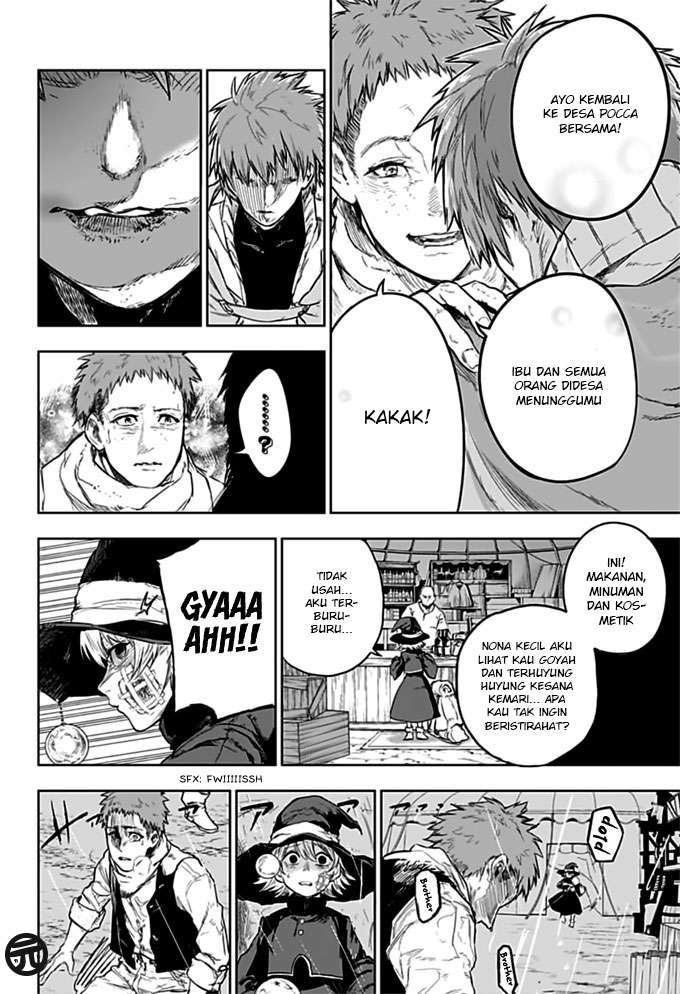 AYO KEMBALI
KE DESA POCCA
BERSAMA!
IBU DAN SEMUA
ORANG DIDESA
MENUNGGUMU
KAKAK!
......?
INI!
MAKANAN,
MINUMAN
DAN KOS-
METIK
NONA KECIL AKU
LIHAT KAU GOYAH
DAN TERHUYUNG
HUYUNG KESANA
KEMARI... APA
KAU TAK INGIN
BERISTIRAHAT?
TIDAK
USAH...
AKU TER-
BURU-
BURU...
GYAAA
AHH!!
SFX: FWIIIIISSH
plop
Brother
Brother
元